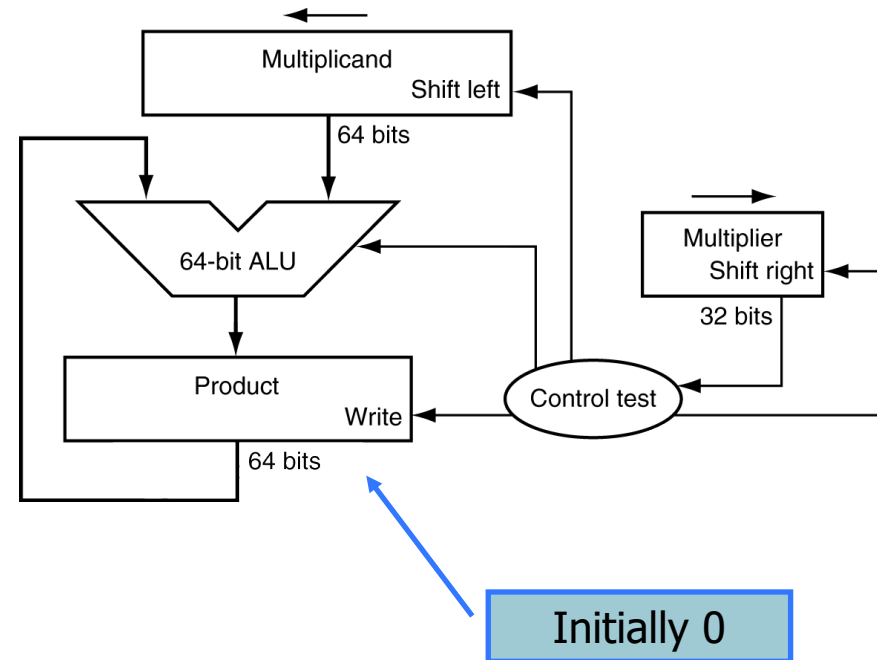 Multiplicand
Shift left
64 bits
64-bit ALU
Multiplier
Shift right
32 bits
Product
Write
Control test
64 bits
Initially 0